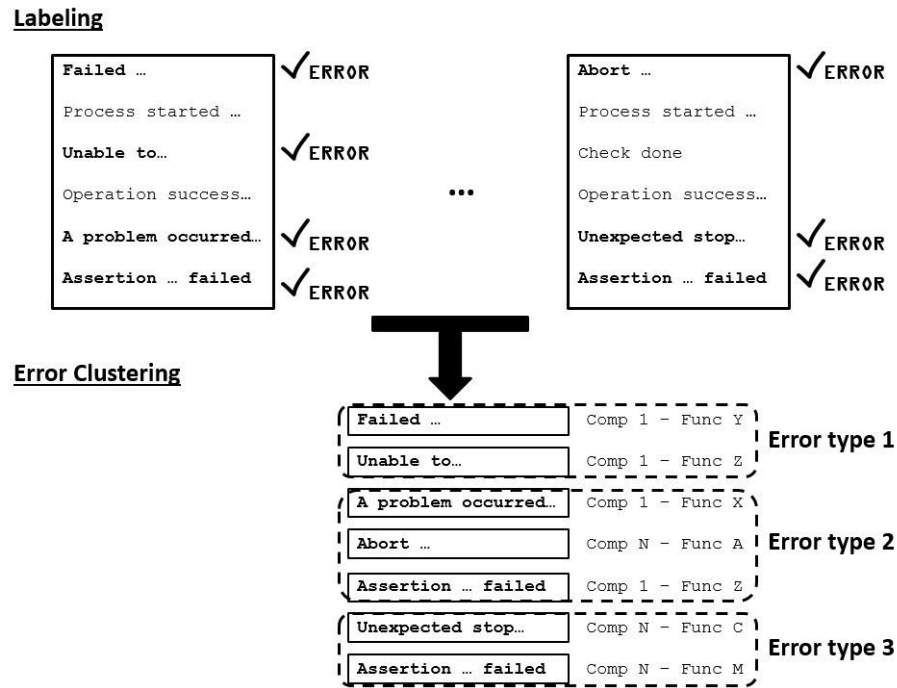 Labeling
Failed …
ERROR
Process started …
Unable to…
ERROR
Operation success…
A problem occurred…
ERROR
Assertion … failed
ERROR
...
Abort …
ERROR
Process started …
Check done
Operation success…
Unexpected stop…
ERROR
Assertion … failed
ERROR
Error Clustering
Failed … Comp 1 – Func Y
Unable to… Comp 1 – Func Z
Error type 1
A problem occurred… Comp 1 – Func X
Abort … Comp N – Func A
Assertion … failed Comp 1 – Func Z
Error type 2
Unexpected stop… Comp N – Func C
Assertion … failed Comp N – Func M
Error type 3